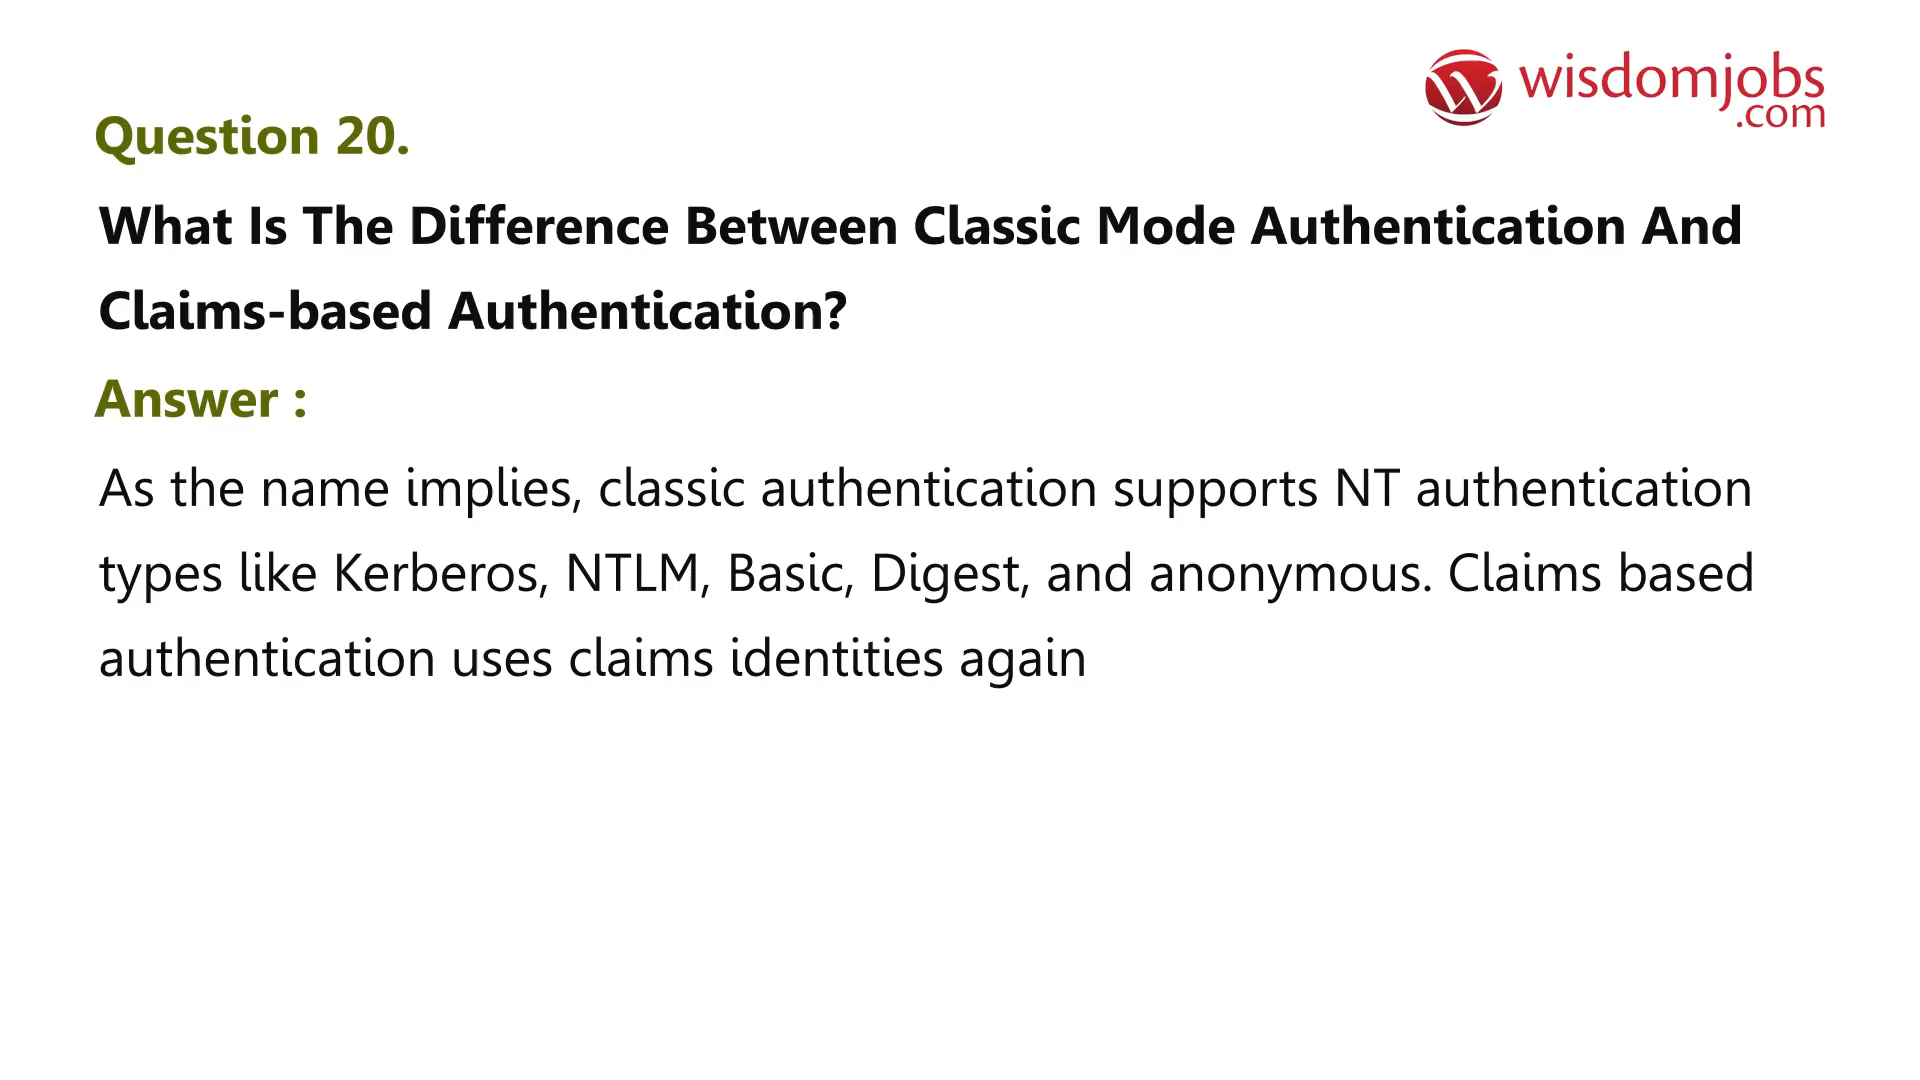 wisdomjobs
.com
Question 20.
What Is The Difference Between Classic Mode Authentication And
Claims-based Authentication?
Answer :
As the name implies, classic authentication supports NT authentication
types like Kerberos, NTLM, Basic, Digest, and anonymous. Claims based
authentication uses claims identities again